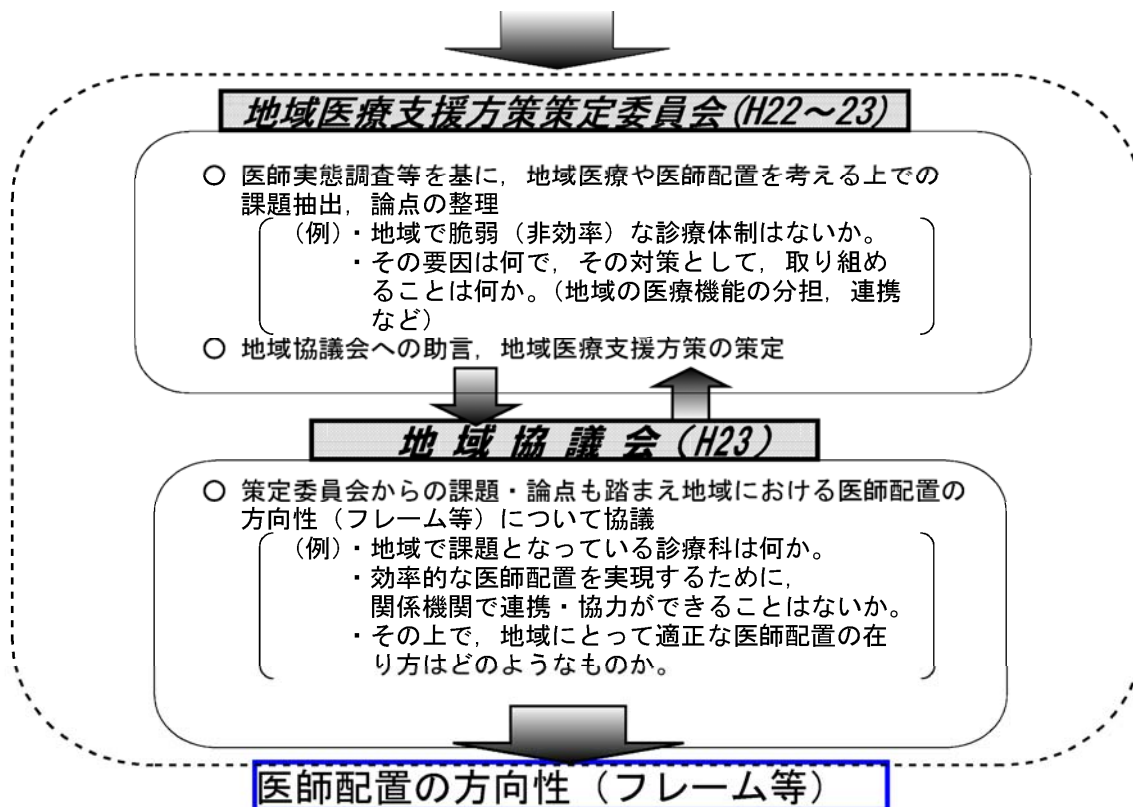 地域医療支援方策策定委員会(H22～23)
○ 医師実態調査等を基に，地域医療や医師配置を考える上での
課題抽出，論点の整理
（例）・地域で脆弱（非効率）な診療体制はないか。
・その要因は何で，その対策として，取り組め
ることは何か。（地域の医療機能の分担，連携
など）
○ 地域協議会への助言，地域医療支援方策の策定
地 域 協 議 会（H23）
○ 策定委員会からの課題・論点も踏まえ地域における医師配置の
方向性（フレーム等）について協議
（例）・地域で課題となっている診療科は何か。
・効率的な医師配置を実現するために，
関係機関で連携・協力ができることはないか。
・その上で，地域にとって適正な医師配置の在
り方はどのようなものか。
医師配置の方向性（フレーム等）